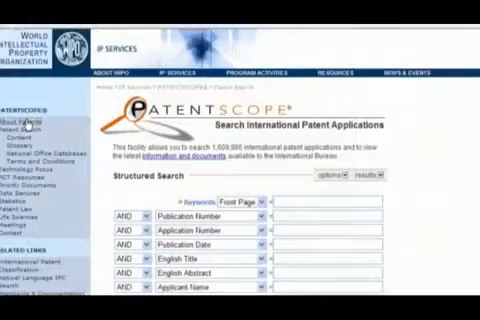 WORLD
INTELLECTUAL
PROPERTY
ORGANIZATION
WIPO
IP SERVICES
ABOUT WIPO
IP SERVICES
PROGRAM ACTIVITIES
RESOURCES
NEWS & EVENTS
PATENTSCOPE®
About Patents
Patent Search
Content
Glossary
National Office Databases
Terms and Conditions
Technology Focus
PCT Resources
Priority Documents
Data Services
Statistics
Patent Law
Life Sciences
Meetings
Contact
RELATED LINKS
International Patent
Classification
Natural Language IPC
Search
PATENTSCOPE®
Search International Patent Applications
This facility allows you to search international patent applications and to view
the latest information and documents available to the International Bureau.
Structured Search
options
results
» Keywords Front Page =
AND Publication Number =
AND Application Number =
AND Publication Date =
AND English Title =
AND English Abstract =
AND Applicant Name =